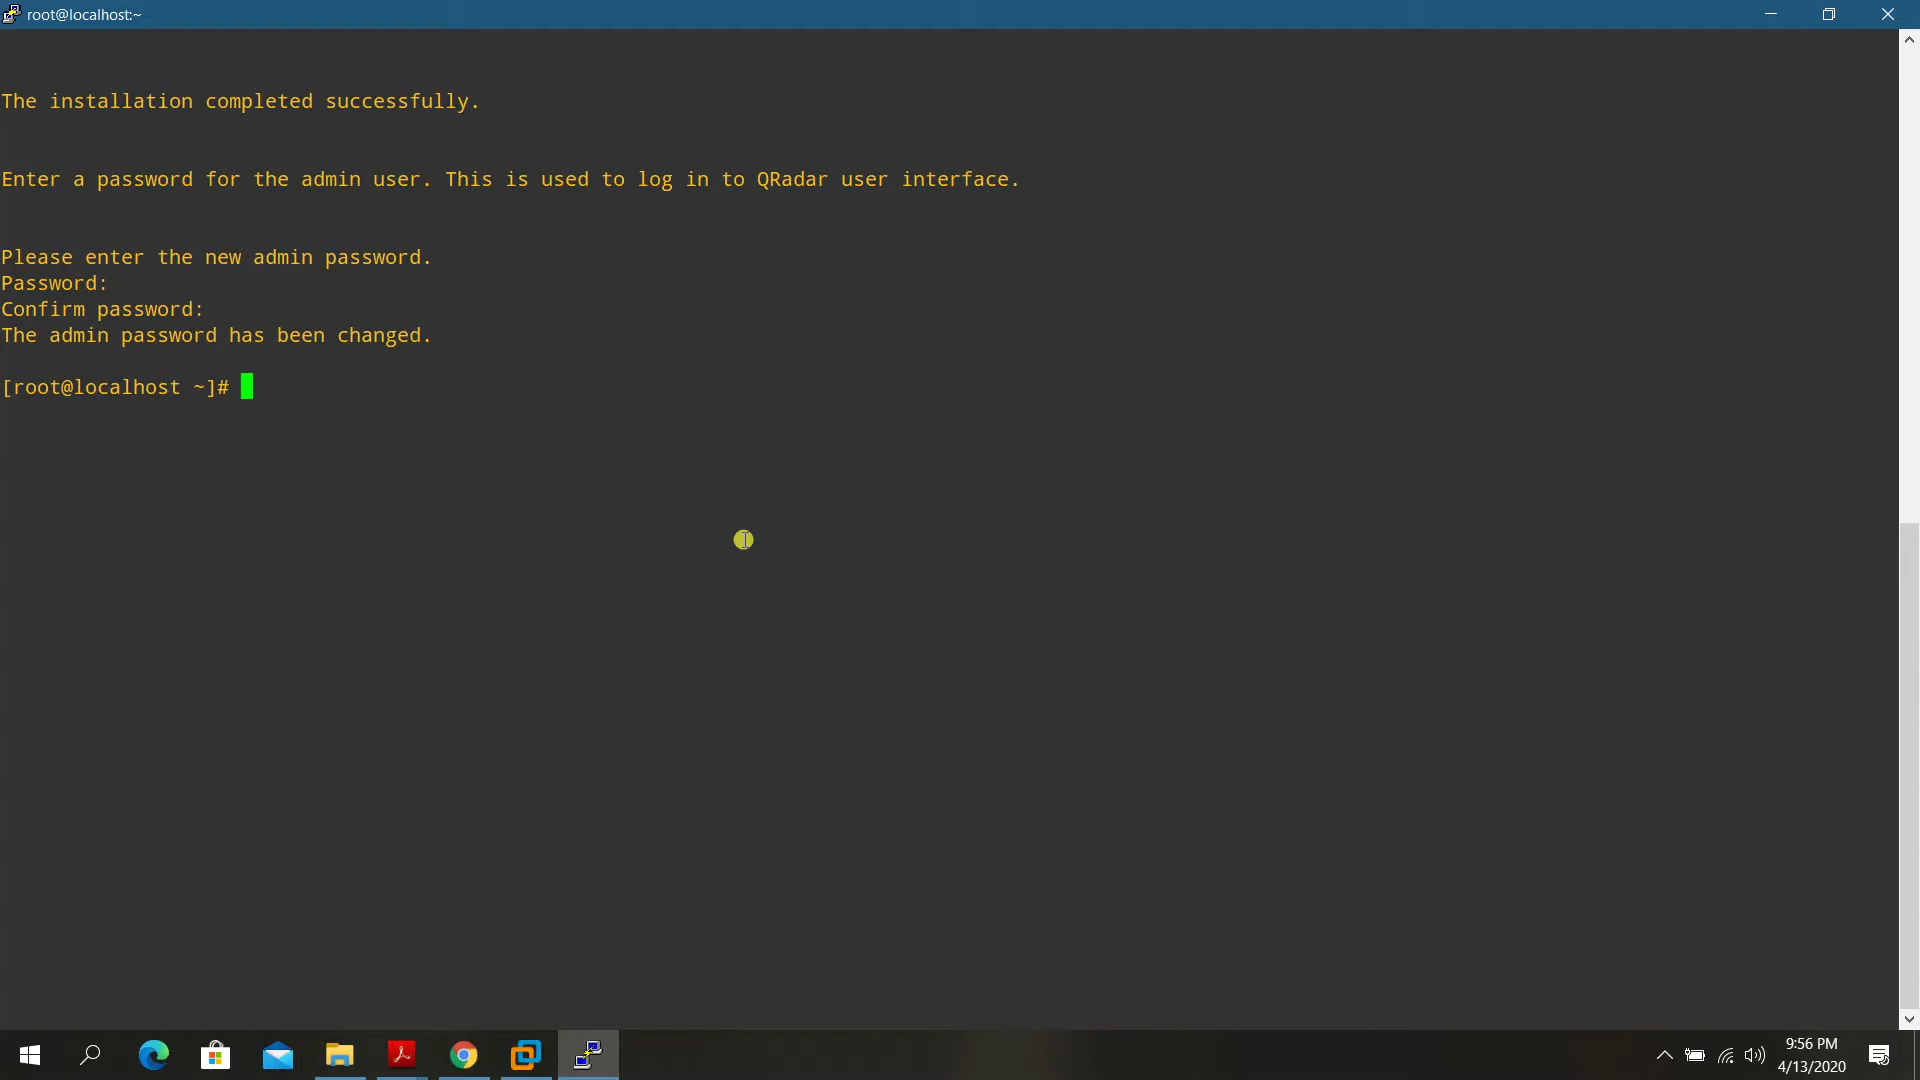 root@localhost:~
The installation completed successfully.
Enter a password for the admin user. This is used to log in to QRadar user interface.
Please enter the new admin password.
Password:
Confirm password:
The admin password has been changed.
[root@localhost ~]#
9:56 PM
4/13/2020